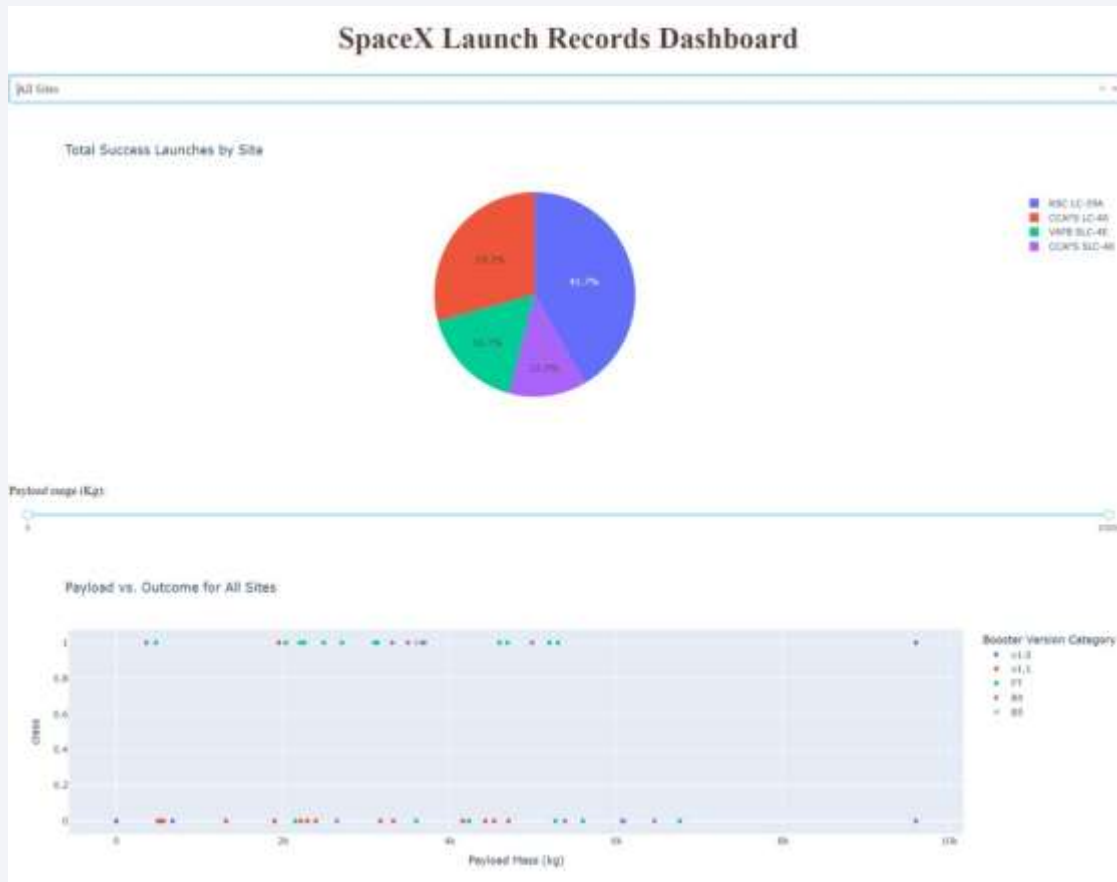 SpaceX Launch Records Dashboard
All Sites
Total Success Launches by Site
KSC LC-39A
CCAFS LC-40
VAFB SLC-4E
CCAFS SLC-40
41.7%
Payload range (Kg):
0
Payload vs. Outcome for All Sites
Booster Version Category
v1.0
v1.1
FT
B4
B5
1
0.8
0.6
0.4
0.2
0
class
0
2k
4k
6k
8k
10k
Payload Mass (kg)